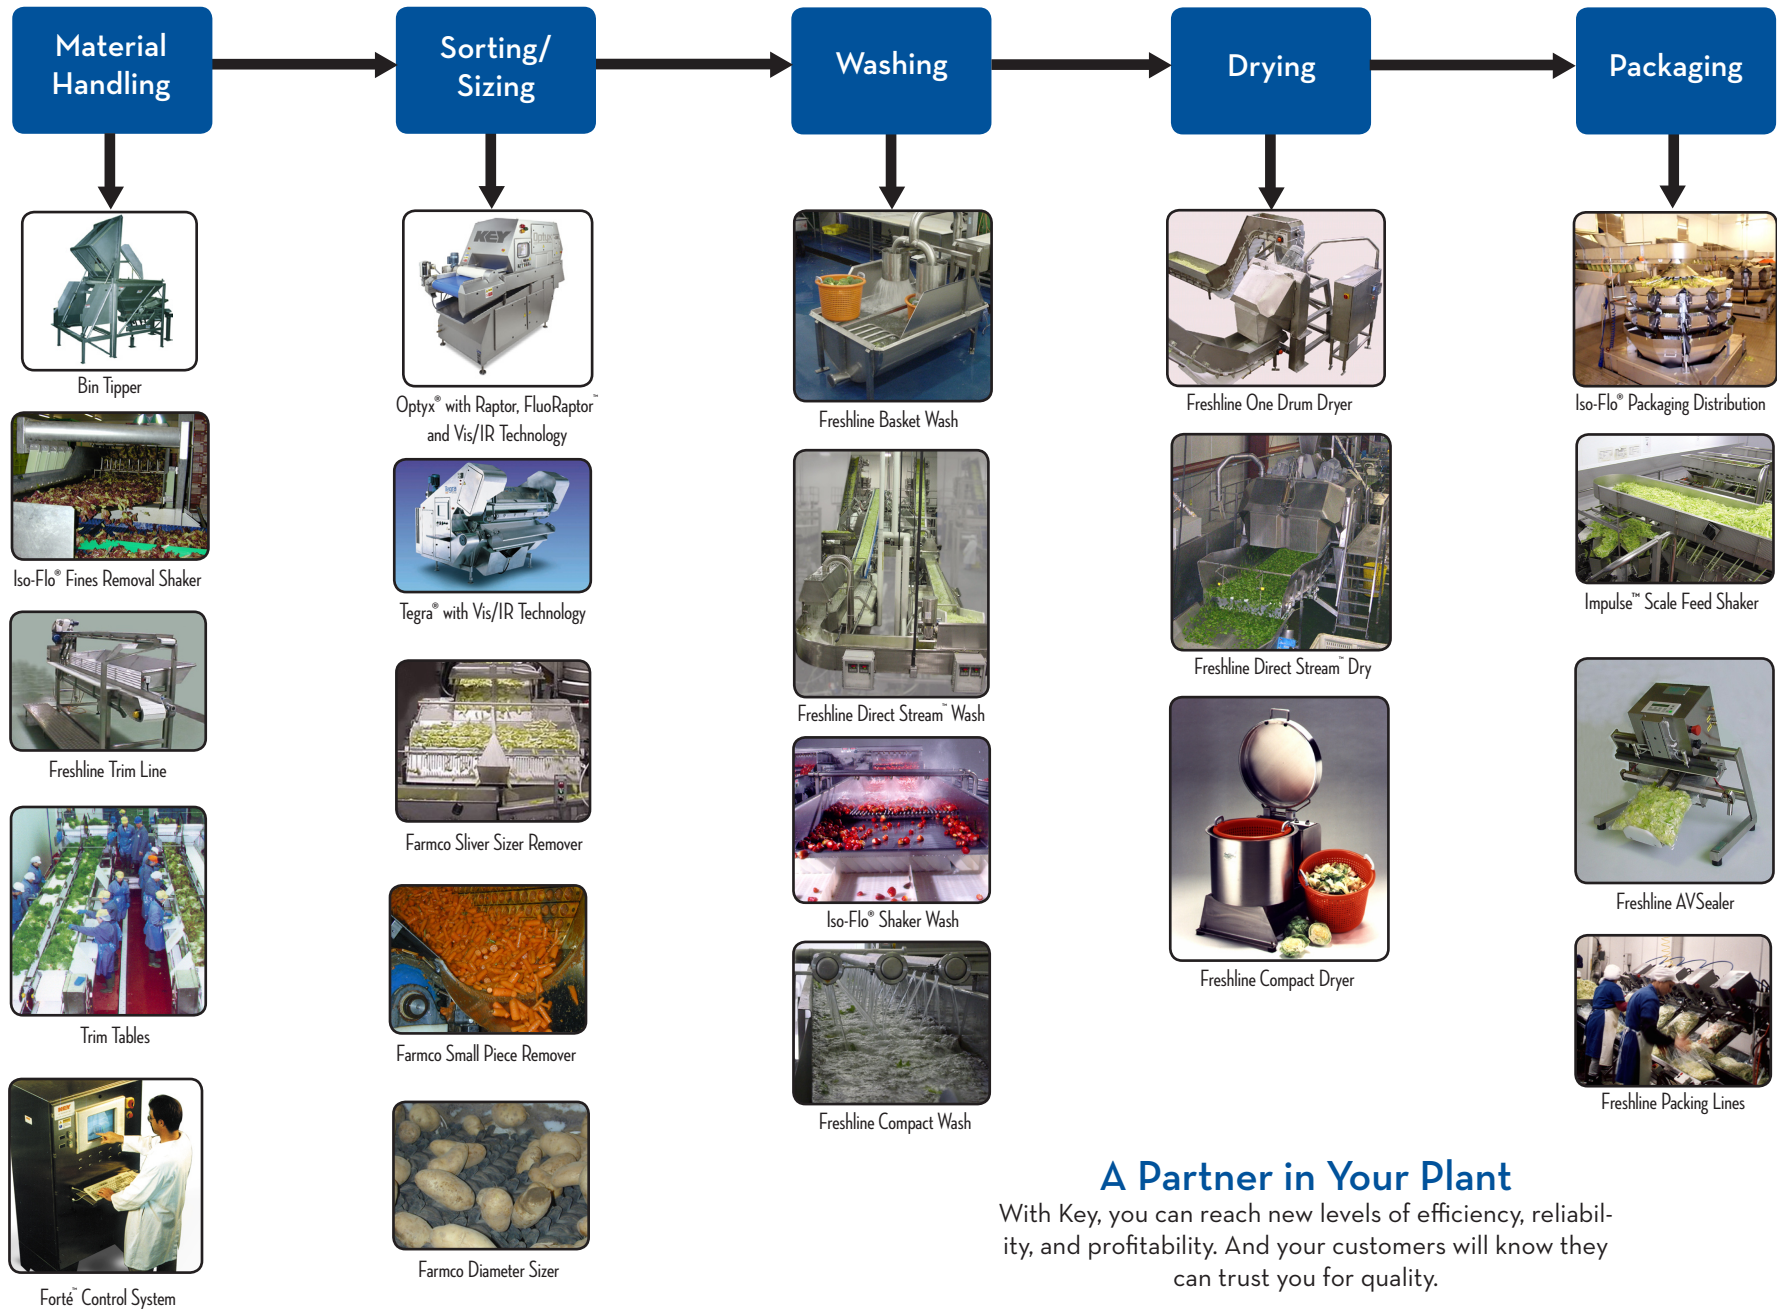 Material
Handling
Sorting/
Sizing
Washing
Drying
Packaging
Bin Tipper
Iso-Flo® Fines Removal Shaker
Freshline Trim Line
Trim Tables
KEY
Forté™ Control System
KEY
Optyx
Optyx® with Raptor, FluoRaptor™
and Vis/IR Technology
Tegra® with Vis/IR Technology
Farmco Sliver Sizer Remover
Farmco Small Piece Remover
Farmco Diameter Sizer
Freshline Basket Wash
Freshline Direct Stream™ Wash
Iso-Flo® Shaker Wash
Freshline Compact Wash
Freshline One Drum Dryer
Freshline Direct Stream™ Dry
Freshline Compact Dryer
Iso-Flo® Packaging Distribution
Impulse™ Scale Feed Shaker
Freshline AVSealer
Freshline Packing Lines
A Partner in Your Plant
With Key, you can reach new levels of efficiency, reliabil-
ity, and profitability. And your customers will know they
can trust you for quality.